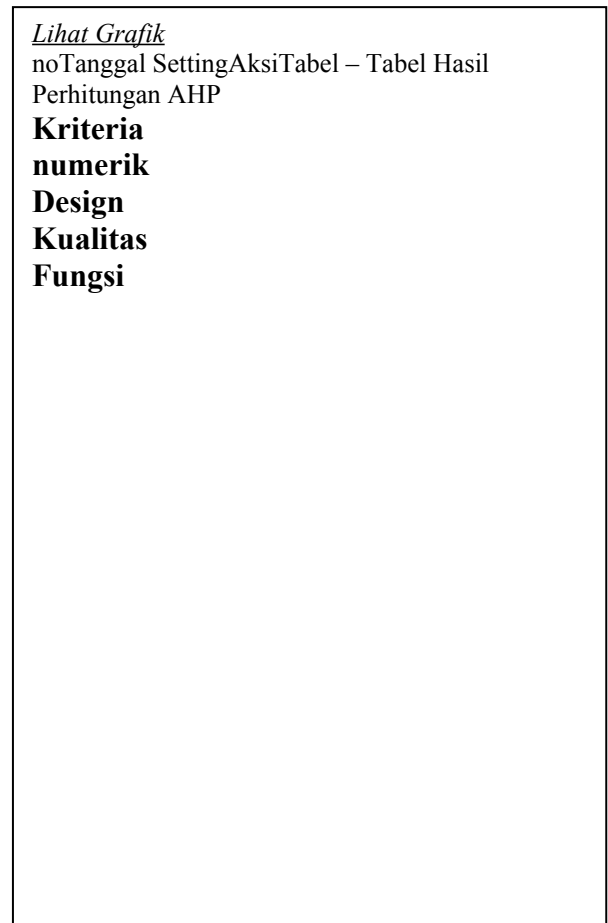 Lihat Grafik
noTanggal SettingAksiTabel – Tabel Hasil
Perhitungan AHP
Kriteria
numerik
Design
Kualitas
Fungsi